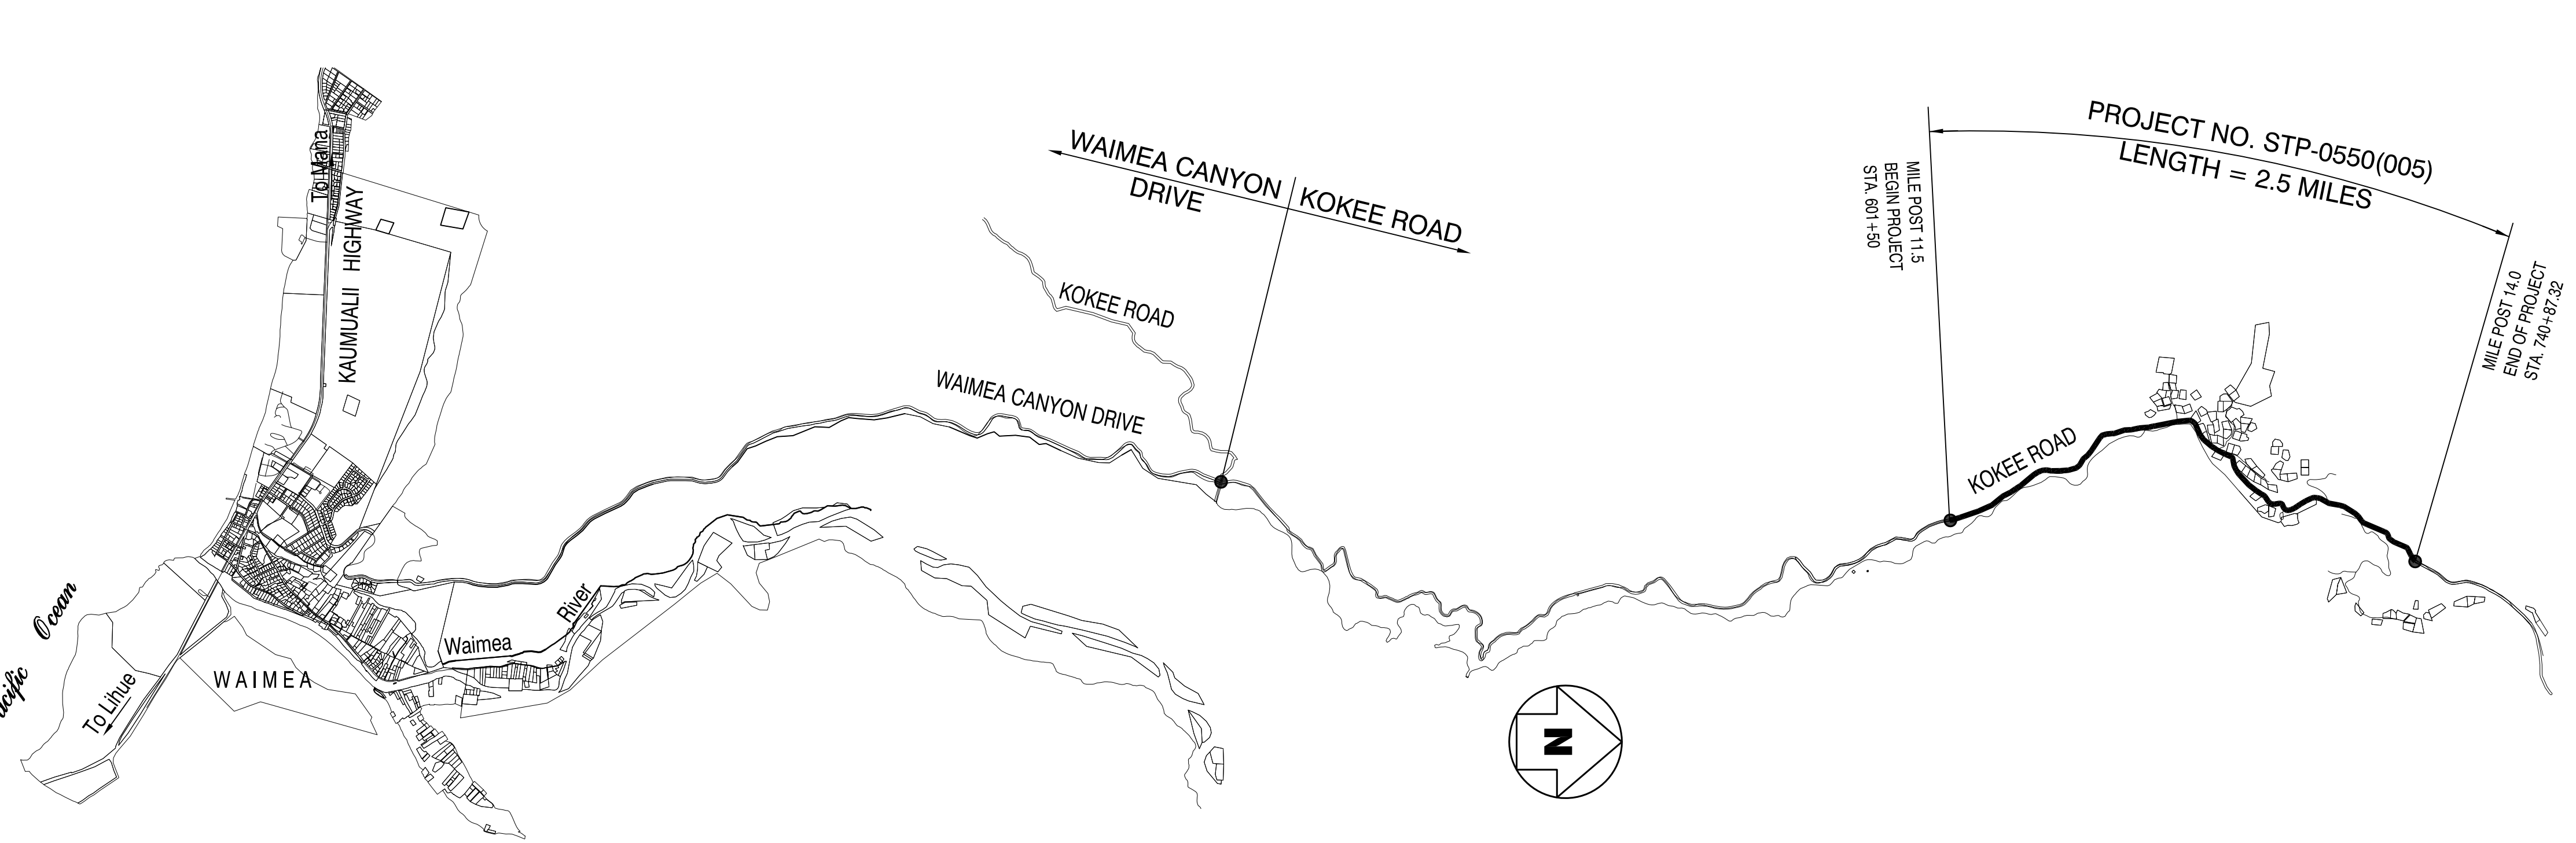 To Mana
KAUMUALII HIGHWAY
WAIMEA CANYON
DRIVE
KOKEE ROAD
KOKEE ROAD
WAIMEA CANYON DRIVE
PROJECT NO. STP-0550(005)
LENGTH = 2.5 MILES
MILE POST 11.5
BEGIN PROJECT
STA. 601+50
MILE POST 14.0
END OF PROJECT
STA. 740+87.32
KOKEE ROAD
Ocean
cific
To Lihue
WAIMEA
Waimea
River
N